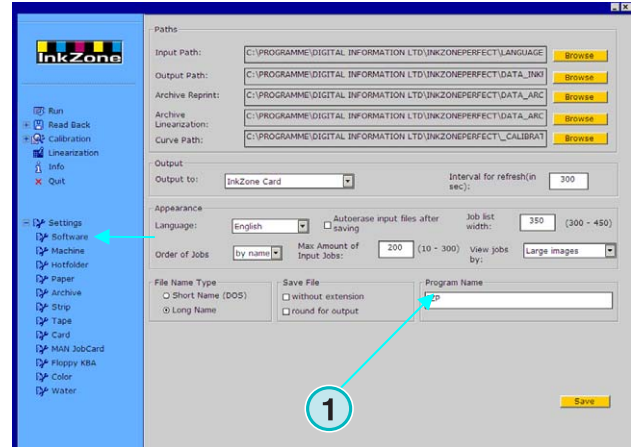 InkZone
Run
Read Back
Calibration
Linearization
Info
Quit
Settings
Software
Machine
Hotfolder
Paper
Archive
Strip
Tape
Card
MAN JobCard
Floppy KBA
Color
Water
Paths
Input Path: C:\PROGRAMME\DIGITAL INFORMATION LTD\INKZONEPERFECT\LANGUAGE Browse
Output Path: C:\PROGRAMME\DIGITAL INFORMATION LTD\INKZONEPERFECT\DATA_INK Browse
Archive Reprint: C:\PROGRAMME\DIGITAL INFORMATION LTD\INKZONEPERFECT\DATA_ARC Browse
Archive
Linearization: C:\PROGRAMME\DIGITAL INFORMATION LTD\INKZONEPERFECT\DATA_ARC Browse
Curve Path: C:\PROGRAMME\DIGITAL INFORMATION LTD\INKZONEPERFECT\_CALIBRAT Browse
Output
Output to: InkZone Card Interval for refresh(in
sec): 300
Appearance
Language: English Autoerase input files after
saving Job list
width: 350 (300 - 450)
Order of Jobs by name Max Amount of
Input Jobs: 200 (10 - 300) View jobs
by: Large images
File Name Type
Short Name (DOS)
Long Name
Save File
without extension
round for output
Program Name
1
Save